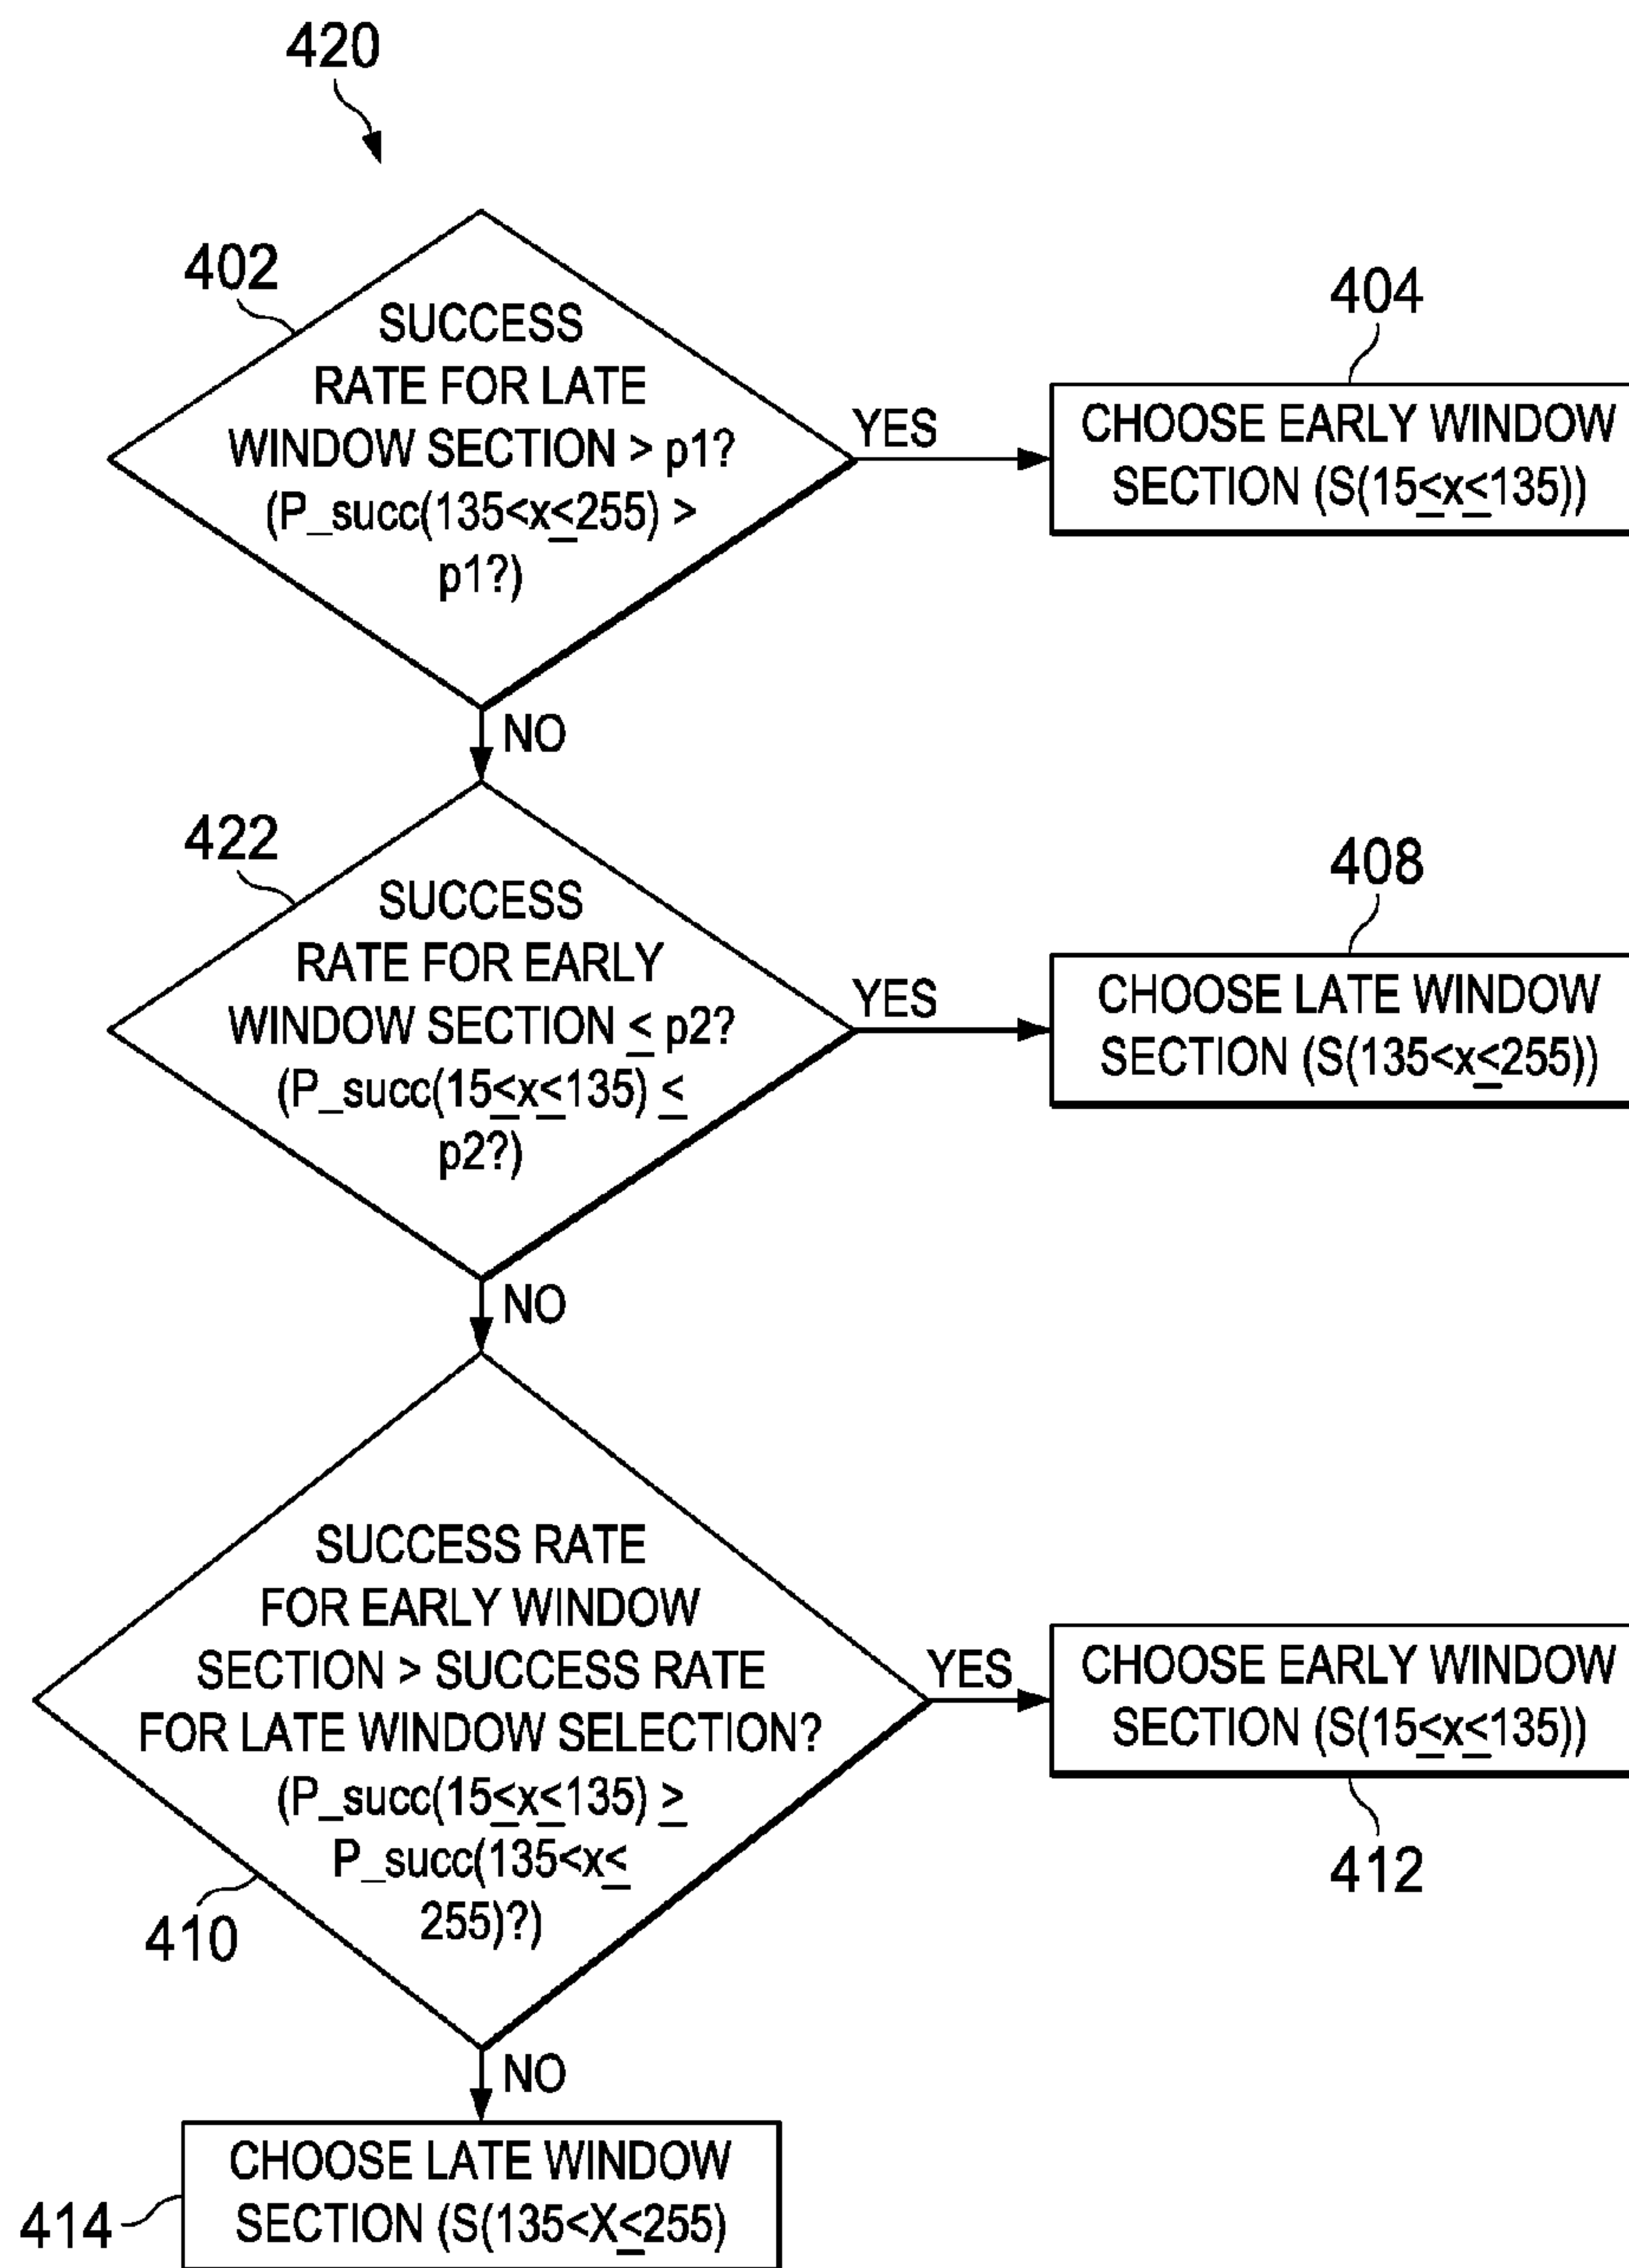 420
402
SUCCESS
RATE FOR LATE
WINDOW SECTION > p1?
(P_succ(135<x≤255) >
p1?)
YES
404
CHOOSE EARLY WINDOW
SECTION (S(15≤x≤135))
NO
422
SUCCESS
RATE FOR EARLY
WINDOW SECTION ≤ p2?
(P_succ(15≤x≤135) ≤
p2?)
YES
408
CHOOSE LATE WINDOW
SECTION (S(135<x≤255))
NO
SUCCESS RATE
FOR EARLY WINDOW
SECTION > SUCCESS RATE
FOR LATE WINDOW SELECTION?
(P_succ(15≤x≤135) ≥
P_succ(135<x≤
255)?)
410
YES
CHOOSE EARLY WINDOW
SECTION (S(15≤x≤135))
412
NO
CHOOSE LATE WINDOW
SECTION (S(135<X≤255)
414